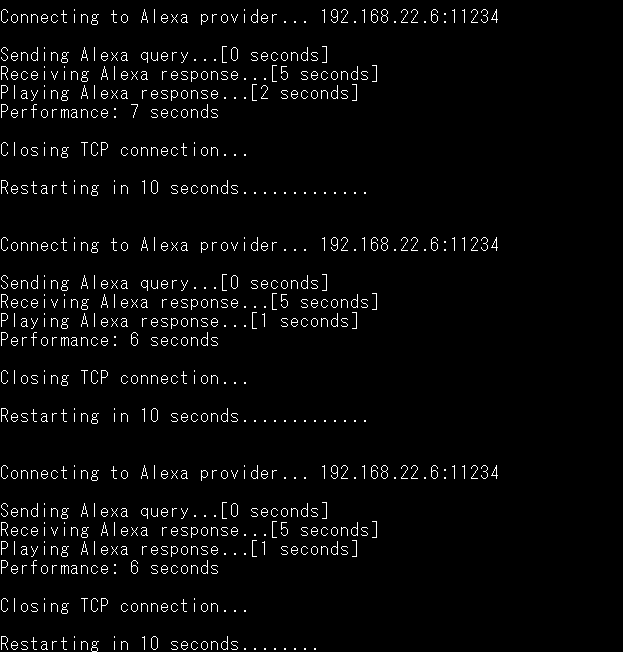 Connecting to Alexa provider... 192.168.22.6:11234
Sending Alexa query...[0 seconds]
Receiving Alexa response...[5 seconds]
Playing Alexa response...[2 seconds]
Performance: 7 seconds
Closing TCP connection...
Restarting in 10 seconds.............
Connecting to Alexa provider... 192.168.22.6:11234
Sending Alexa query...[0 seconds]
Receiving Alexa response...[5 seconds]
Playing Alexa response...[1 seconds]
Performance: 6 seconds
Closing TCP connection...
Restarting in 10 seconds.............
Connecting to Alexa provider... 192.168.22.6:11234
Sending Alexa query...[0 seconds]
Receiving Alexa response...[5 seconds]
Playing Alexa response...[1 seconds]
Performance: 6 seconds
Closing TCP connection...
Restarting in 10 seconds........